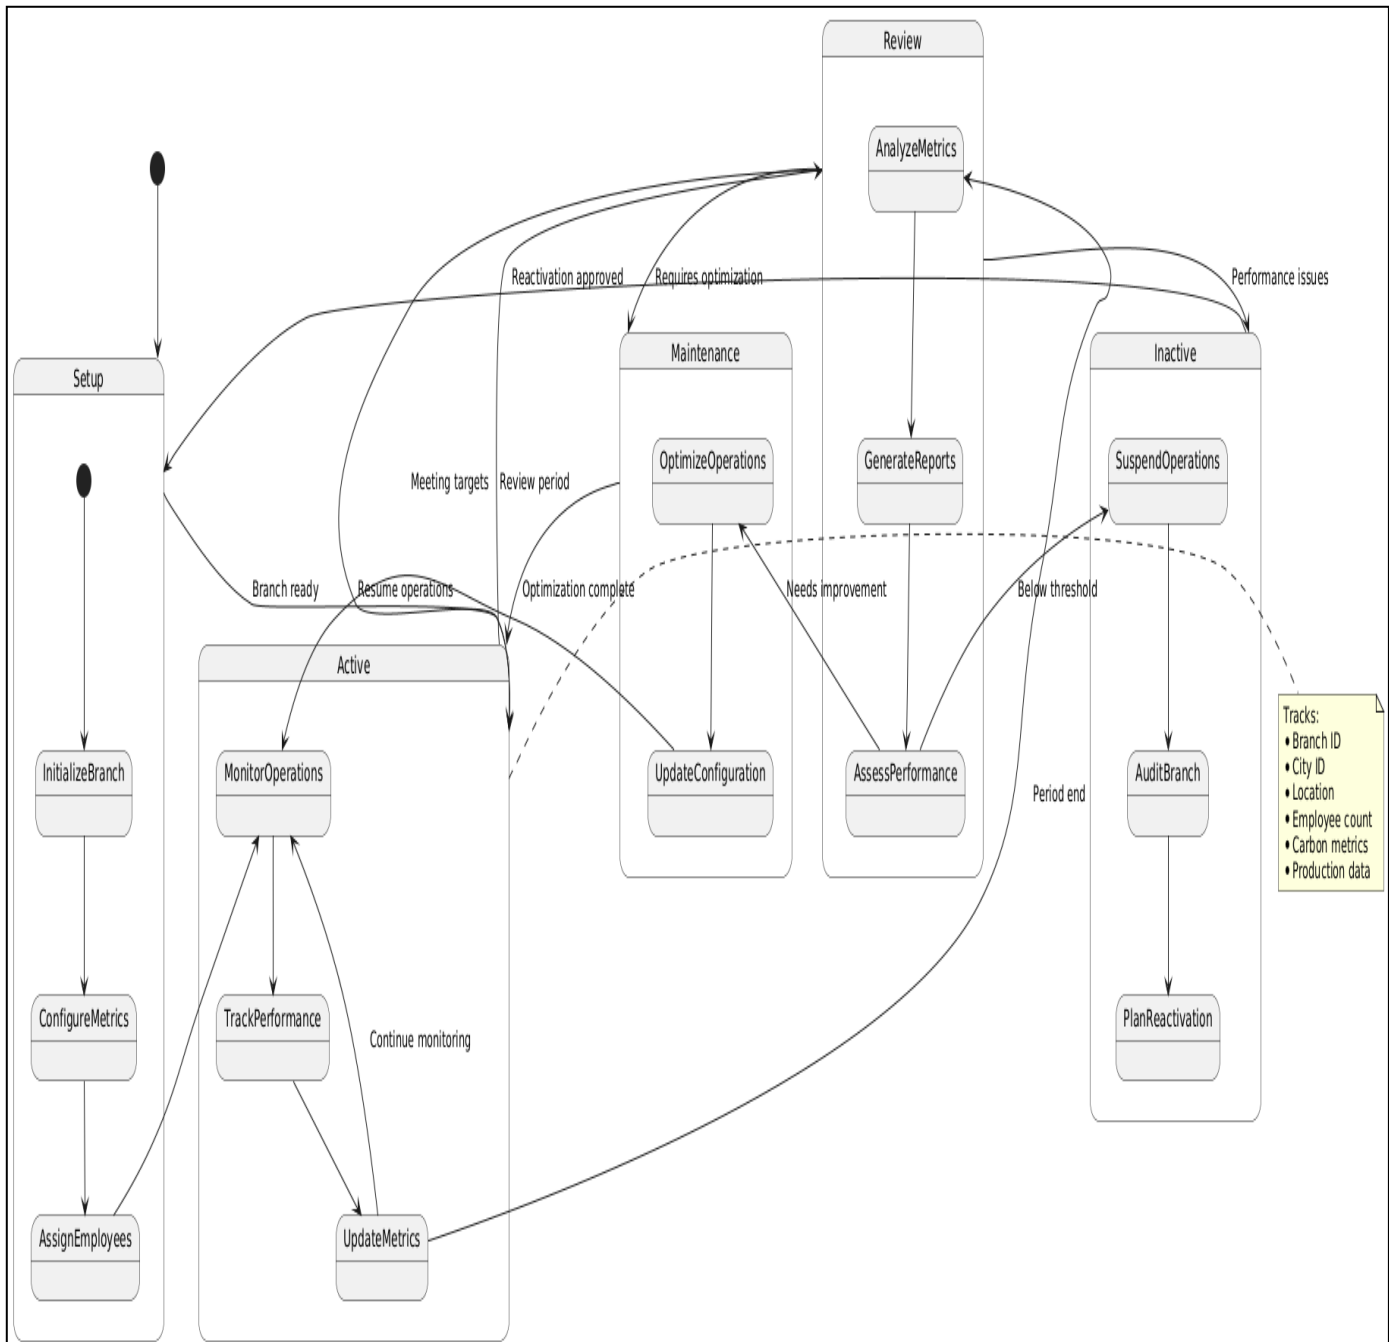 Review
AnalyzeMetrics
Reactivation approved
Requires optimization
Performance issues
Maintenance
Inactive
Setup
OptimizeOperations
GenerateReports
SuspendOperations
Meeting targets
Review period
Branch ready
Resume operations
Optimization complete
Needs improvement
Below threshold
Active
InitializeBranch
MonitorOperations
UpdateConfiguration
AssessPerformance
AuditBranch
Period end
Tracks:
• Branch ID
• City ID
• Location
• Employee count
• Carbon metrics
• Production data
ConfigureMetrics
TrackPerformance
Continue monitoring
PlanReactivation
AssignEmployees
UpdateMetrics